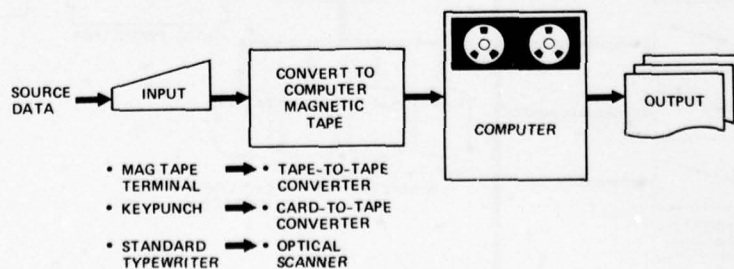 SOURCE
DATA
INPUT
CONVERT TO
COMPUTER
MAGNETIC
TAPE
COMPUTER
OUTPUT
• MAG TAPE
TERMINAL
• TAPE-TO-TAPE
CONVERTER
• KEYPUNCH
• CARD-TO-TAPE
CONVERTER
• STANDARD
TYPEWRITER
• OPTICAL
SCANNER